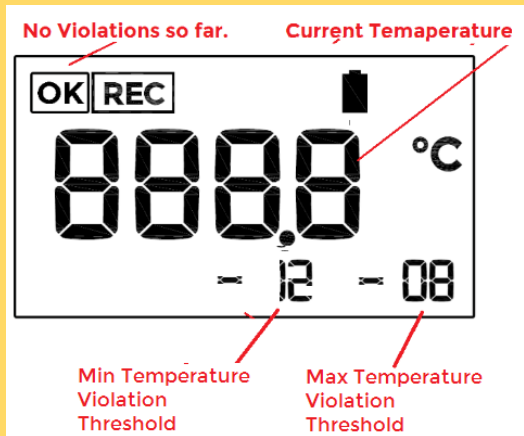 No Violations so far. Current Temaperature
OK REC
888.8 °C
- 12 - 08
Min Temperature Max Temperature
Violation Violation
Threshold Threshold